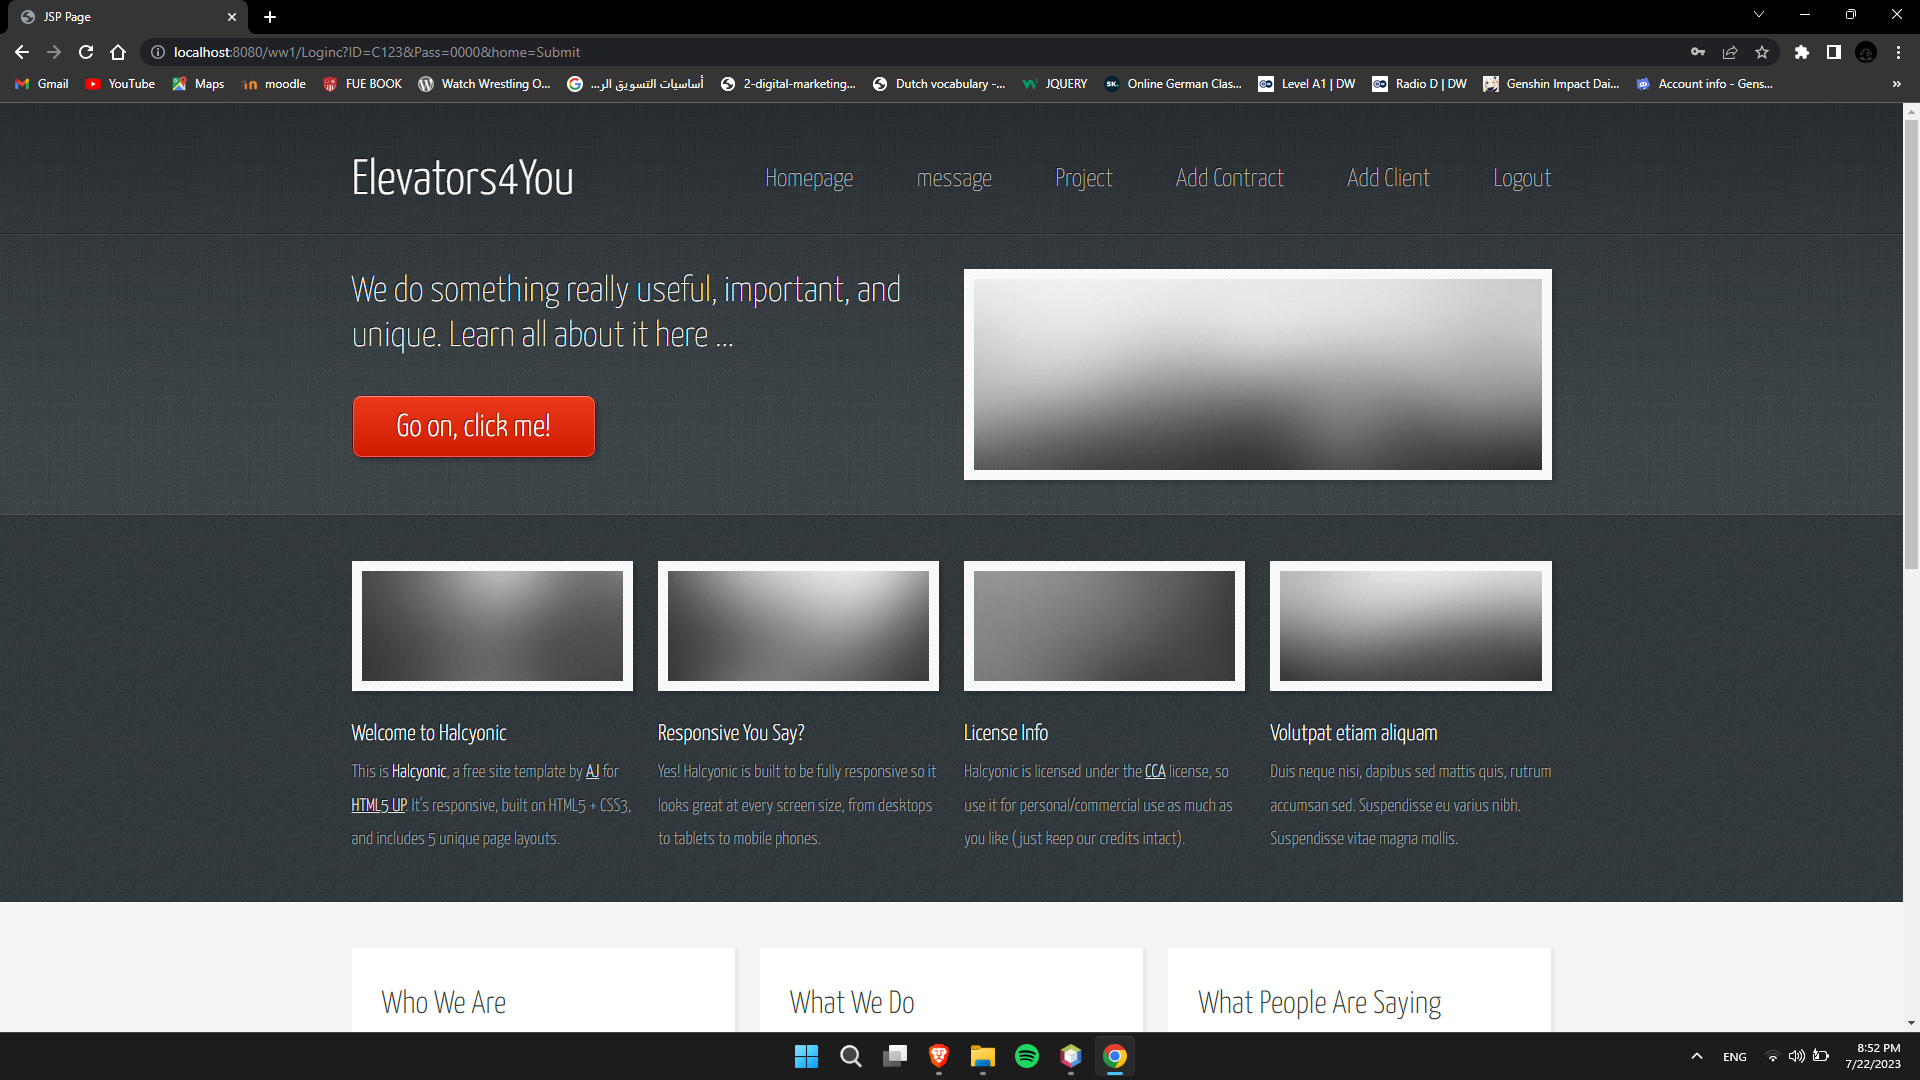 JSP Page
localhost:8080/ww1/Loginc?ID=C123&Pass=0000&home=Submit
Gmail YouTube Maps moodle FUE BOOK Watch Wrestling O... أساسيات التسويق الر... 2-digital-marketing... Dutch vocabulary -... JQUERY Online German Clas... Level A1 | DW Radio D | DW Genshin Impact Dai... Account info - Gens... »
Elevators4You
Homepage message Project Add Contract Add Client Logout
We do something really useful, important, and
unique. Learn all about it here ...
Go on, click me!
Welcome to Halcyonic
This is Halcyonic, a free site template by AJ for
HTML5 UP. It's responsive, built on HTML5 + CSS3,
and includes 5 unique page layouts.
Responsive You Say?
Yes! Halcyonic is built to be fully responsive so it
looks great at every screen size, from desktops
to tablets to mobile phones.
License Info
Halcyonic is licensed under the CCA license, so
use it for personal/commercial use as much as
you like (just keep our credits intact).
Volutpat etiam aliquam
Duis neque nisi, dapibus sed mattis quis, rutrum
accumsan sed. Suspendisse eu varius nibh.
Suspendisse vitae magna mollis.
Who We Are
What We Do
What People Are Saying
ENG
8:52 PM
7/22/2023